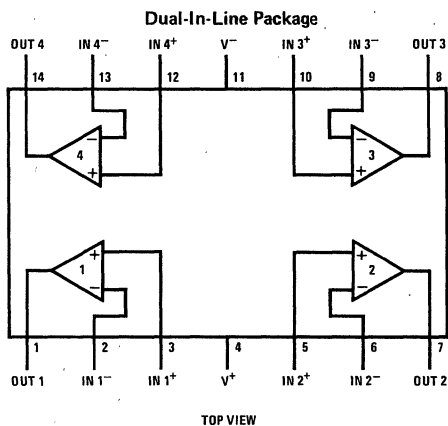 Dual-In-Line Package
OUT 4 IN 4⁻ IN 4⁺ V⁻ IN 3⁺ IN 3⁻ OUT 3
14 13 12 11 10 9 8
− −
4 3
+ +
+ +
1 2
− −
1 2 3 4 5 6 7
OUT 1 IN 1⁻ IN 1⁺ V⁺ IN 2⁺ IN 2⁻ OUT 2
TOP VIEW